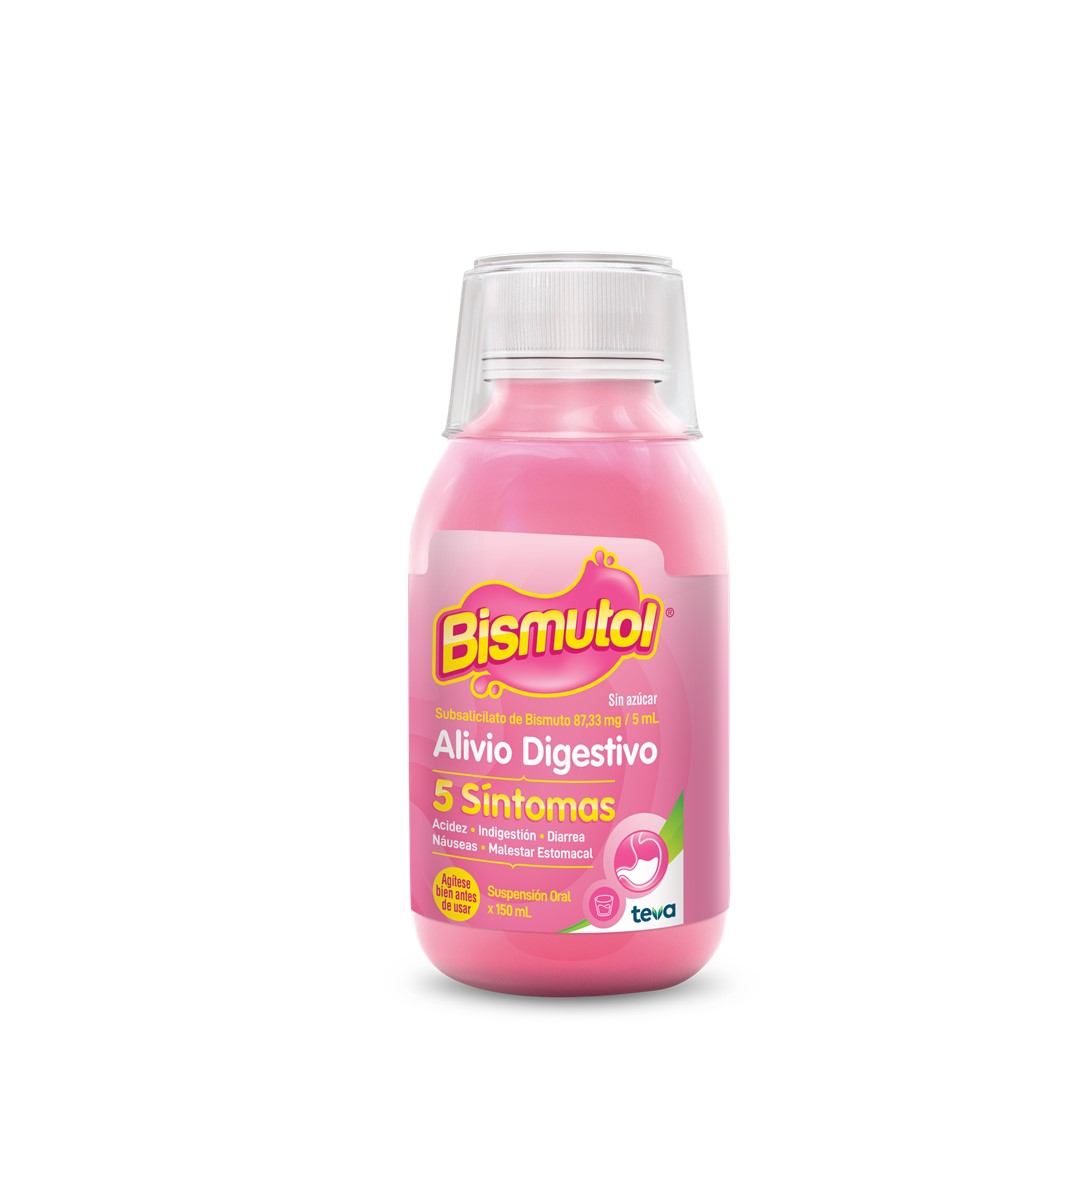 Bismutol®
Sin azúcar
Subsalicilato de Bismuto 87,33 mg / 5 mL
Alivio Digestivo
5 Síntomas
Acidez • Indigestión • Diarrea
Náuseas • Malestar Estomacal
Agítese
bien antes
de usar
Suspensión Oral
x 150 mL
teva